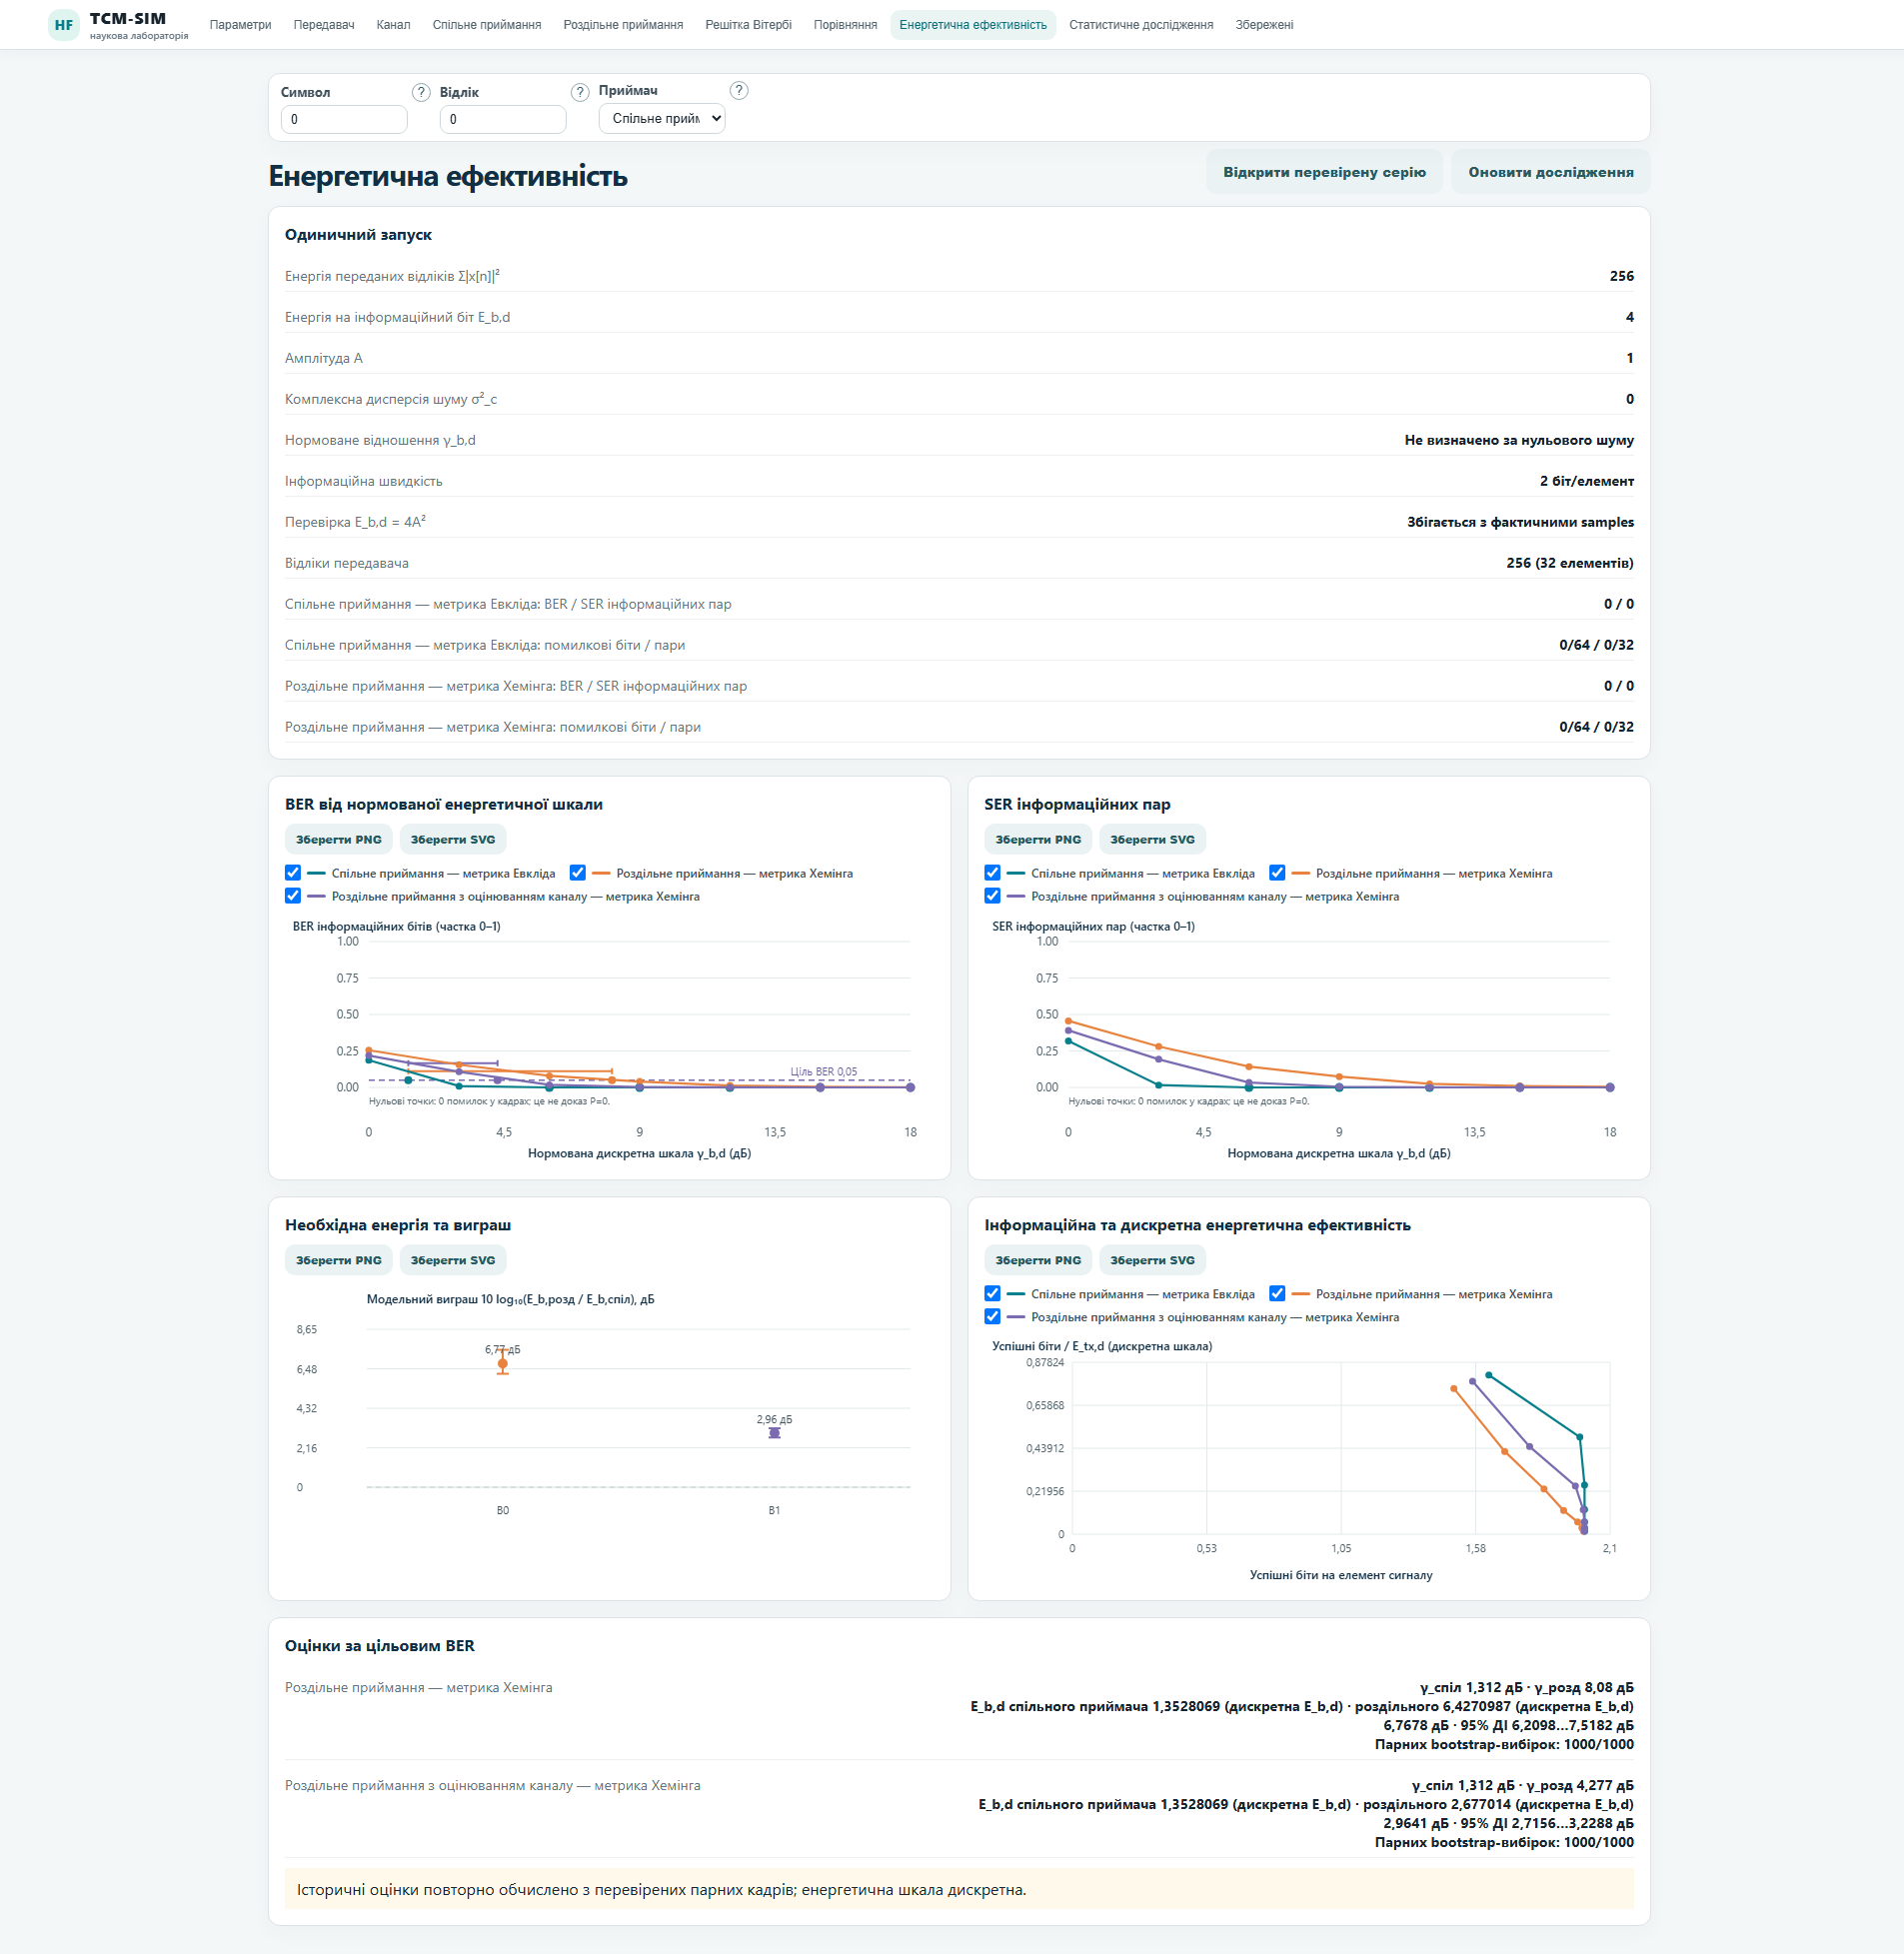 HF
TCM-SIM
наукова лабораторія
Параметри
Передавач
Канал
Спільне приймання
Роздільне приймання
Решітка Вітербі
Порівняння
Енергетична ефективність
Статистичне дослідження
Збережені
Символ ?
Відлік ?
Приймач ?
0
0
Спільне прийм
Енергетична ефективність
Відкрити перевірену серію
Оновити дослідження
Одиничний запуск
Енергія переданих відліків Σ|x[n]|² 256
Енергія на інформаційний біт E_b,d 4
Амплітуда A 1
Комплексна дисперсія шуму σ²_c 0
Нормоване відношення γ_b,d Не визначено за нульового шуму
Інформаційна швидкість 2 біт/елемент
Перевірка E_b,d = 4A² Збігається з фактичними samples
Відліки передавача 256 (32 елементів)
Спільне приймання — метрика Евкліда: BER / SER інформаційних пар 0 / 0
Спільне приймання — метрика Евкліда: помилкові біти / пари 0/64 / 0/32
Роздільне приймання — метрика Хемінга: BER / SER інформаційних пар 0 / 0
Роздільне приймання — метрика Хемінга: помилкові біти / пари 0/64 / 0/32
BER від нормованої енергетичної шкали
Зберегти PNG Зберегти SVG
Спільне приймання — метрика Евкліда Роздільне приймання — метрика Хемінга
Роздільне приймання з оцінюванням каналу — метрика Хемінга
BER інформаційних бітів (частка 0–1)
1.00
0.75
0.50
0.25
Ціль BER 0,05
0.00
Нульові точки: 0 помилок у кадрах; це не доказ P=0.
0 4,5 9 13,5 18
Нормована дискретна шкала γ_b,d (дБ)
SER інформаційних пар
Зберегти PNG Зберегти SVG
Спільне приймання — метрика Евкліда Роздільне приймання — метрика Хемінга
Роздільне приймання з оцінюванням каналу — метрика Хемінга
SER інформаційних пар (частка 0–1)
1.00
0.75
0.50
0.25
0.00
Нульові точки: 0 помилок у кадрах; це не доказ P=0.
0 4,5 9 13,5 18
Нормована дискретна шкала γ_b,d (дБ)
Необхідна енергія та виграш
Зберегти PNG Зберегти SVG
Модельний виграш 10 log₁₀(E_b,розд / E_b,спіл), дБ
8,65
6,77 дБ
6,48
4,32
2,96 дБ
2,16
0
B0 B1
Інформаційна та дискретна енергетична ефективність
Зберегти PNG Зберегти SVG
Спільне приймання — метрика Евкліда Роздільне приймання — метрика Хемінга
Роздільне приймання з оцінюванням каналу — метрика Хемінга
Успішні біти / E_tx,d (дискретна шкала)
0,87824
0,65868
0,43912
0,21956
0
0 0,53 1,05 1,58 2,1
Успішні біти на елемент сигналу
Оцінки за цільовим BER
Роздільне приймання — метрика Хемінга γ_спіл 1,312 дБ · γ_розд 8,08 дБ
E_b,d спільного приймача 1,3528069 (дискретна E_b,d) · роздільного 6,4270987 (дискретна E_b,d)
6,7678 дБ · 95% ДІ 6,2098…7,5182 дБ
Парних bootstrap-вибірок: 1000/1000
Роздільне приймання з оцінюванням каналу — метрика Хемінга γ_спіл 1,312 дБ · γ_розд 4,277 дБ
E_b,d спільного приймача 1,3528069 (дискретна E_b,d) · роздільного 2,677014 (дискретна E_b,d)
2,9641 дБ · 95% ДІ 2,7156…3,2288 дБ
Парних bootstrap-вибірок: 1000/1000
Історичні оцінки повторно обчислено з перевірених парних кадрів; енергетична шкала дискретна.